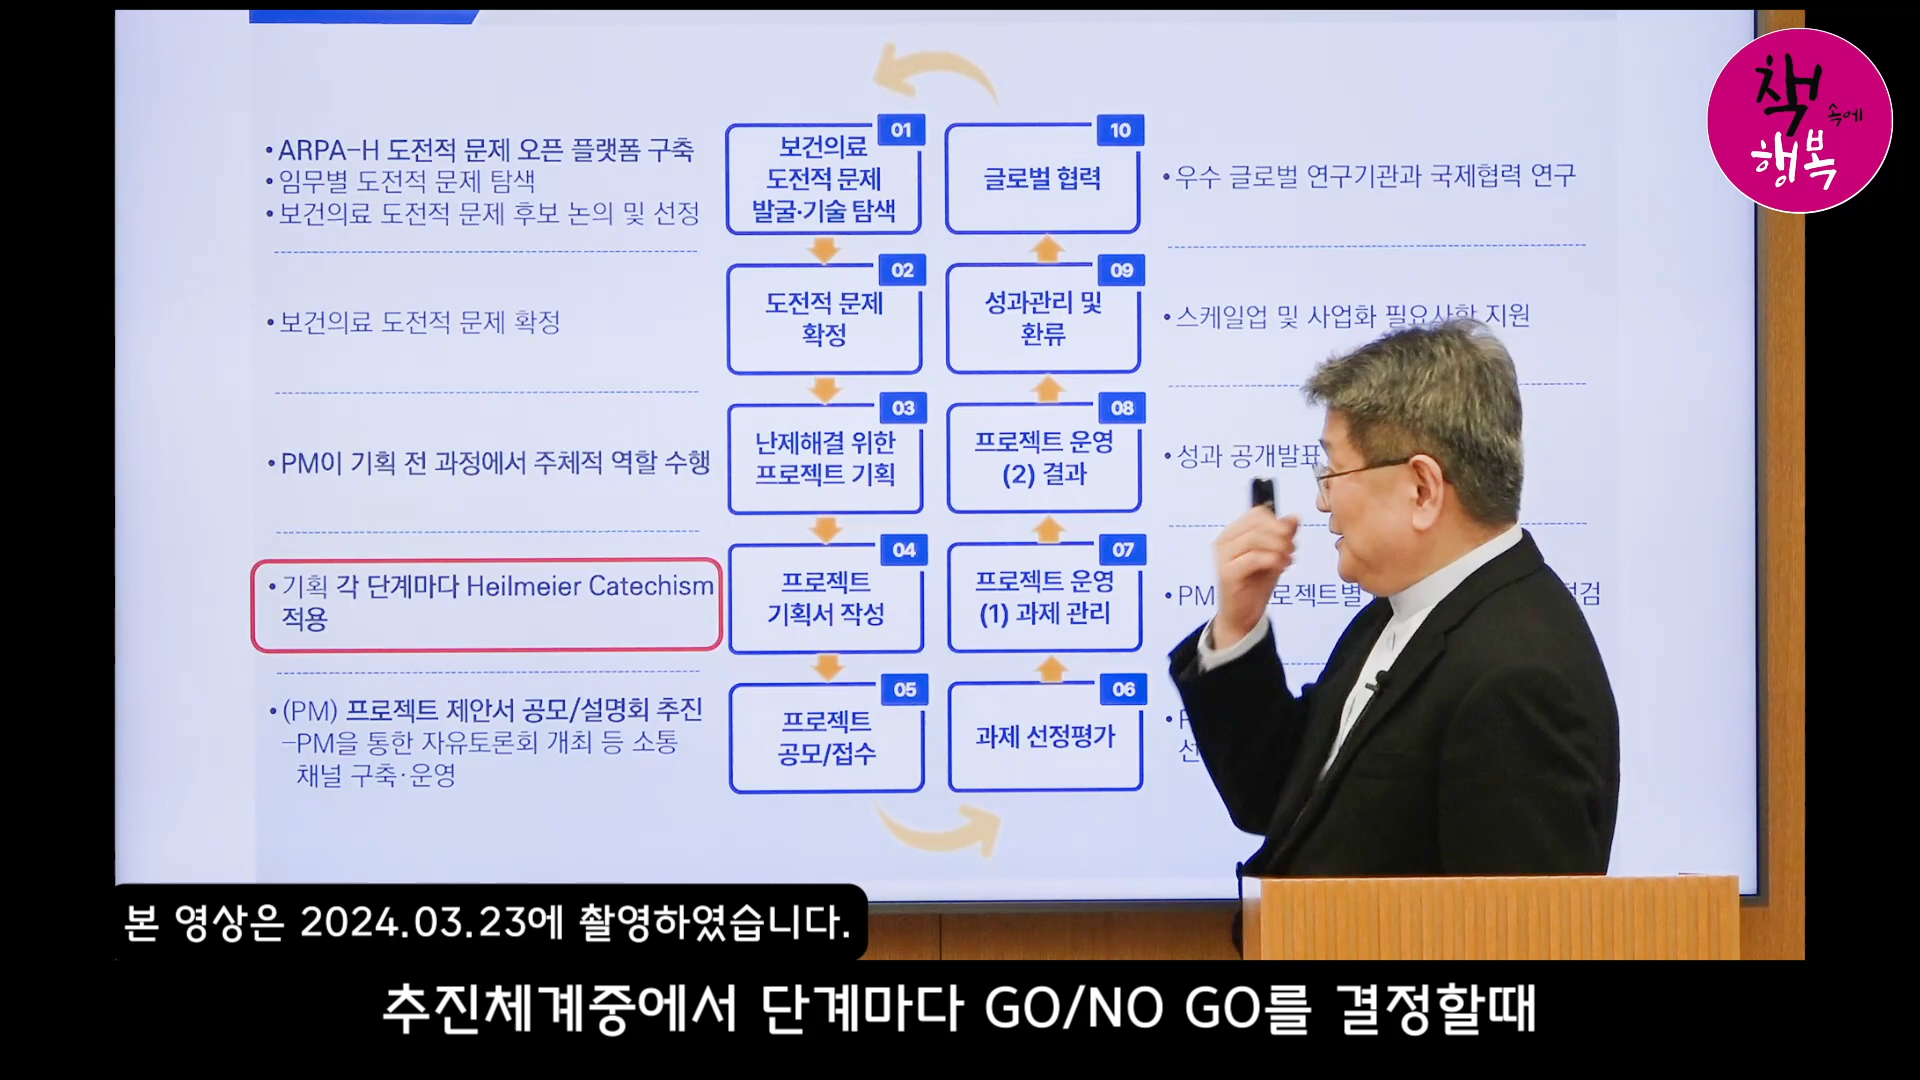 책
속에
행복
• ARPA-H 도전적 문제 오픈 플랫폼 구축
• 임무별 도전적 문제 탐색
• 보건의료 도전적 문제 후보 논의 및 선정
01
보건의료
도전적 문제
발굴·기술 탐색
10
글로벌 협력
• 우수 글로벌 연구기관과 국제협력 연구
• 보건의료 도전적 문제 확정
02
도전적 문제
확정
09
성과관리 및
환류
• 스케일업 및 사업화 필요사항 지원
• PM이 기획 전 과정에서 주체적 역할 수행
03
난제해결 위한
프로젝트 기획
08
프로젝트 운영
(2) 결과
• 성과 공개발표
• 기획 각 단계마다 Heilmeier Catechism
적용
04
프로젝트
기획서 작성
07
프로젝트 운영
(1) 과제 관리
• PM
• (PM) 프로젝트 제안서 공모/설명회 추진
–PM을 통한 자유토론회 개최 등 소통
채널 구축·운영
05
프로젝트
공모/접수
06
과제 선정평가
본 영상은 2024.03.23에 촬영하였습니다.
추진체계중에서 단계마다 GO/NO GO를 결정할때